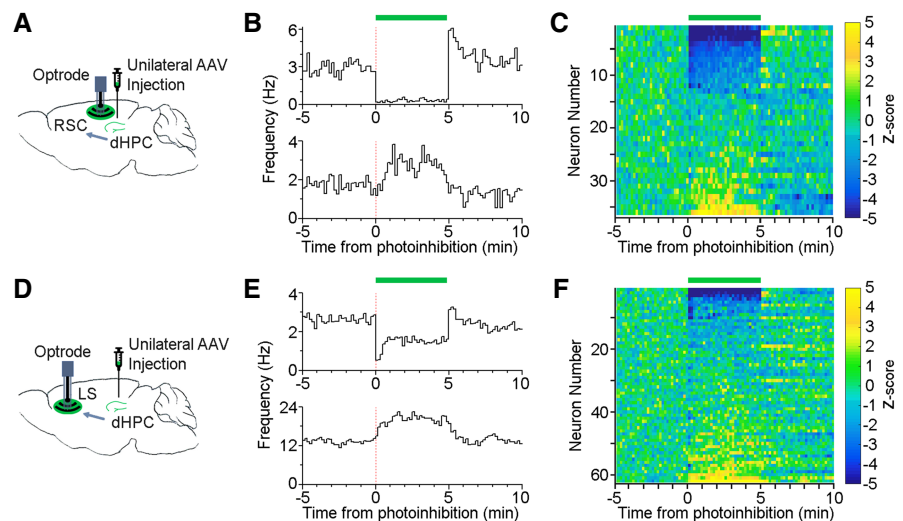 A
Optrode
Unilateral AAV
Injection
RSC
dHPC
B
Frequency (Hz)
6
3
0
4
2
0
-5
0
5
10
Time from photoinhibition (min)
C
Neuron Number
10
20
30
-5
0
5
10
Time from photoinhibition (min)
5
4
3
2
1
0
-1
-2
-3
-4
-5
Z-score
D
Optrode
Unilateral AAV
Injection
LS
dHPC
E
Frequency (Hz)
4
2
0
24
12
0
-5
0
5
10
Time from photoinhibition (min)
F
Neuron Number
20
40
60
-5
0
5
10
Time from photoinhibition (min)
5
4
3
2
1
0
-1
-2
-3
-4
-5
Z-score